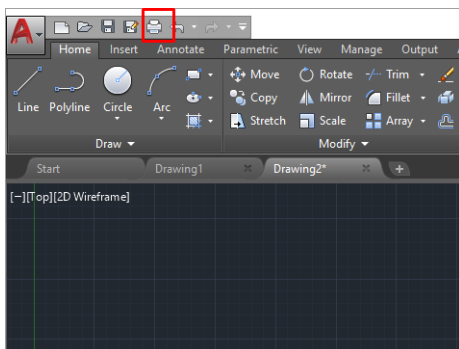 A
Home Insert Annotate Parametric View Manage Output
Move Rotate Trim
Copy Mirror Fillet
Line Polyline Circle Arc
Stretch Scale Array
Draw Modify
Start Drawing1 Drawing2*
[−][Top][2D Wireframe]